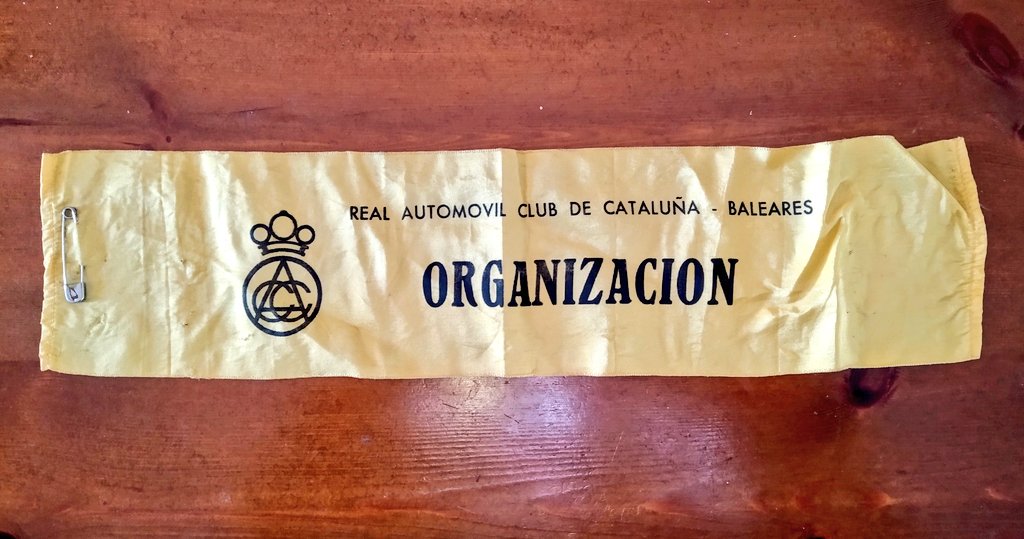 REAL AUTOMOVIL CLUB DE CATALUÑA - BALEARES
ORGANIZACION